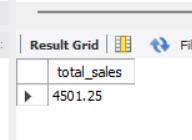 Result Grid
total_sales
4501.25